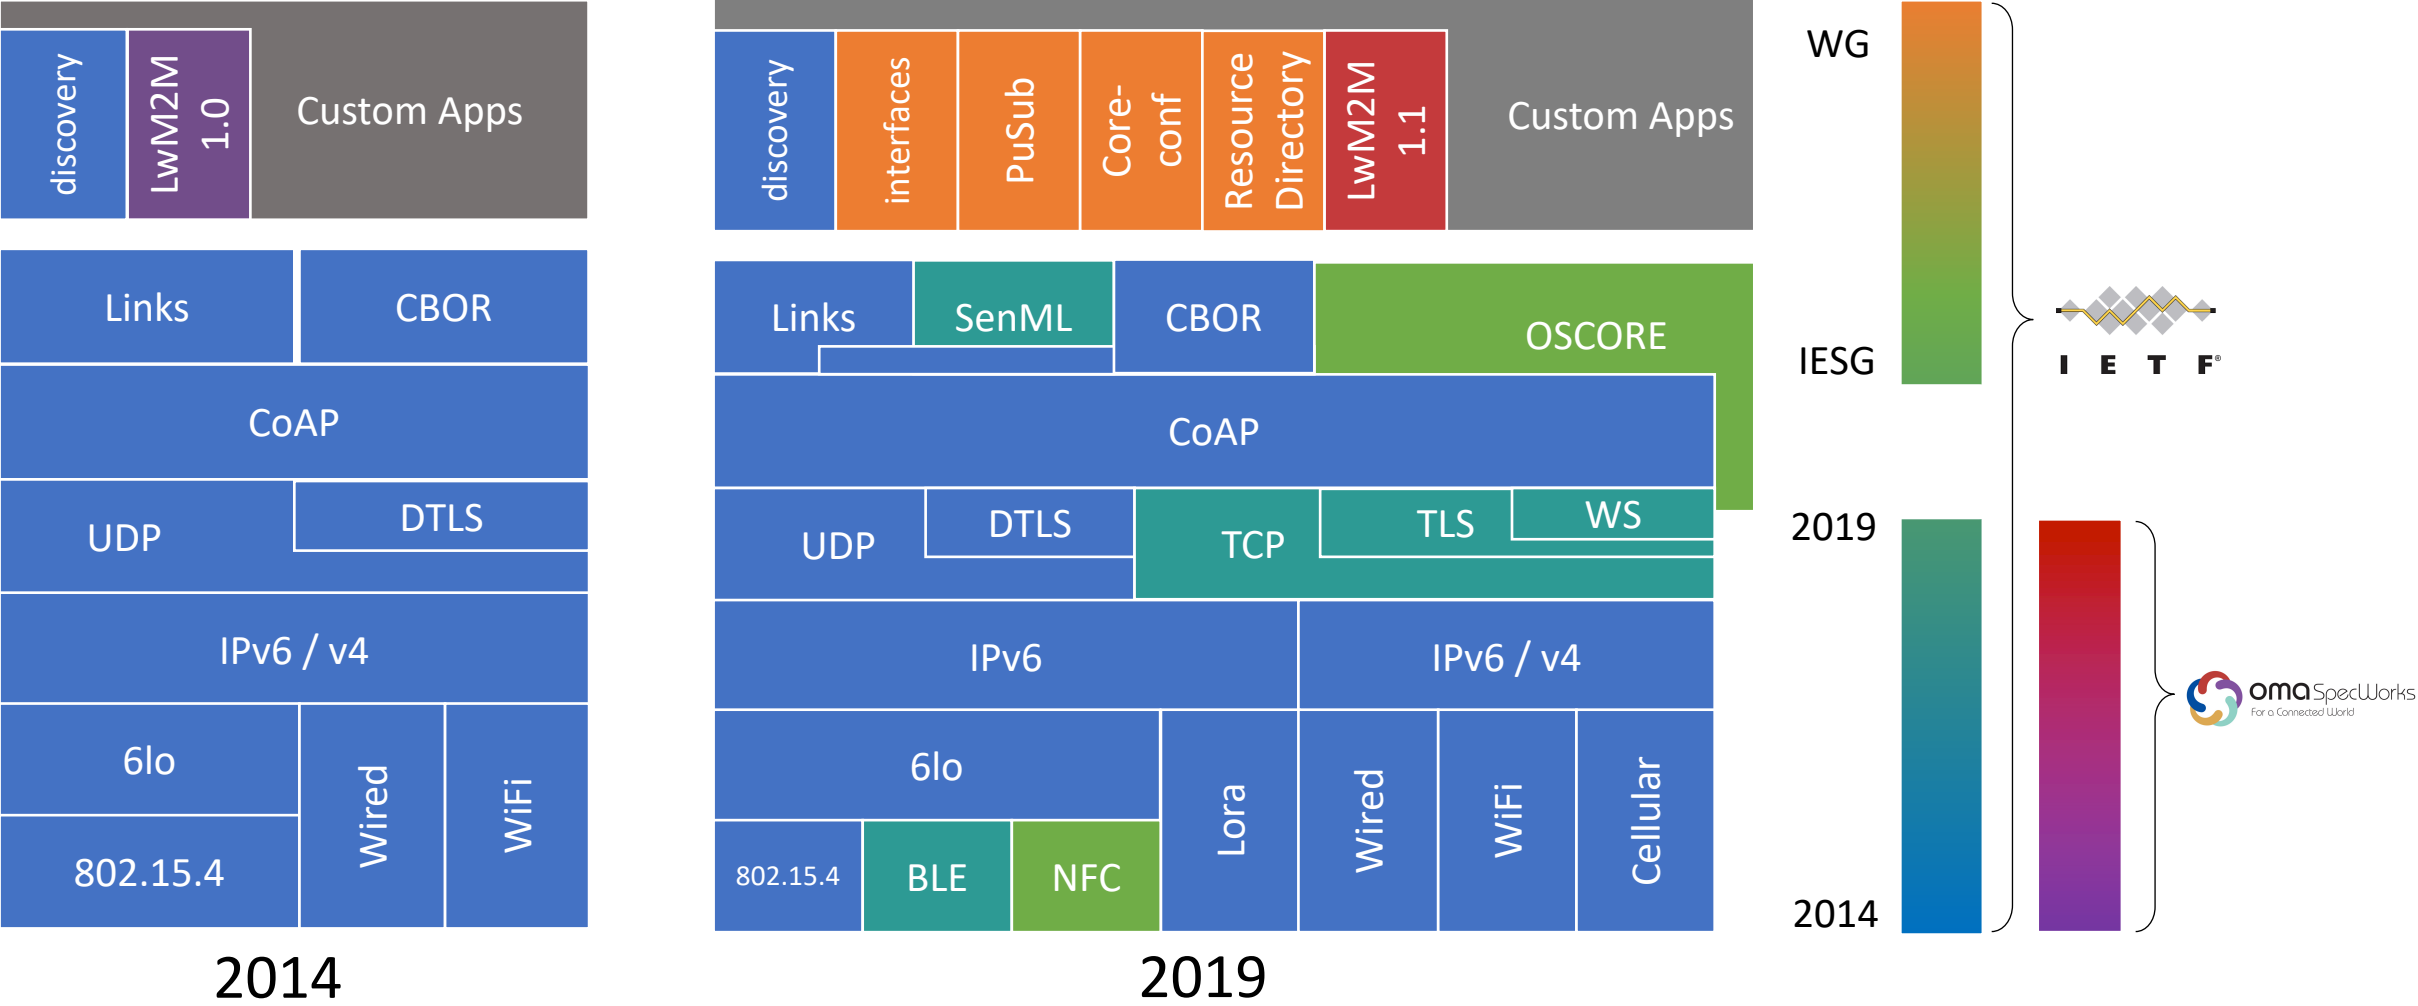 discovery
LwM2M
1.0
Custom Apps
Links
CBOR
CoAP
UDP
DTLS
IPv6 / v4
6lo
802.15.4
Wired
WiFi
2014
discovery
interfaces
PuSub
Core-
conf
Resource
Directory
LwM2M
1.1
Custom Apps
Links
SenML
CBOR
OSCORE
CoAP
UDP
DTLS
TCP
TLS
WS
IPv6
IPv6 / v4
6lo
802.15.4
BLE
NFC
Lora
Wired
WiFi
Cellular
2019
WG
IESG
2019
2014
I E T F®
oma SpecWorks
For a Connected World